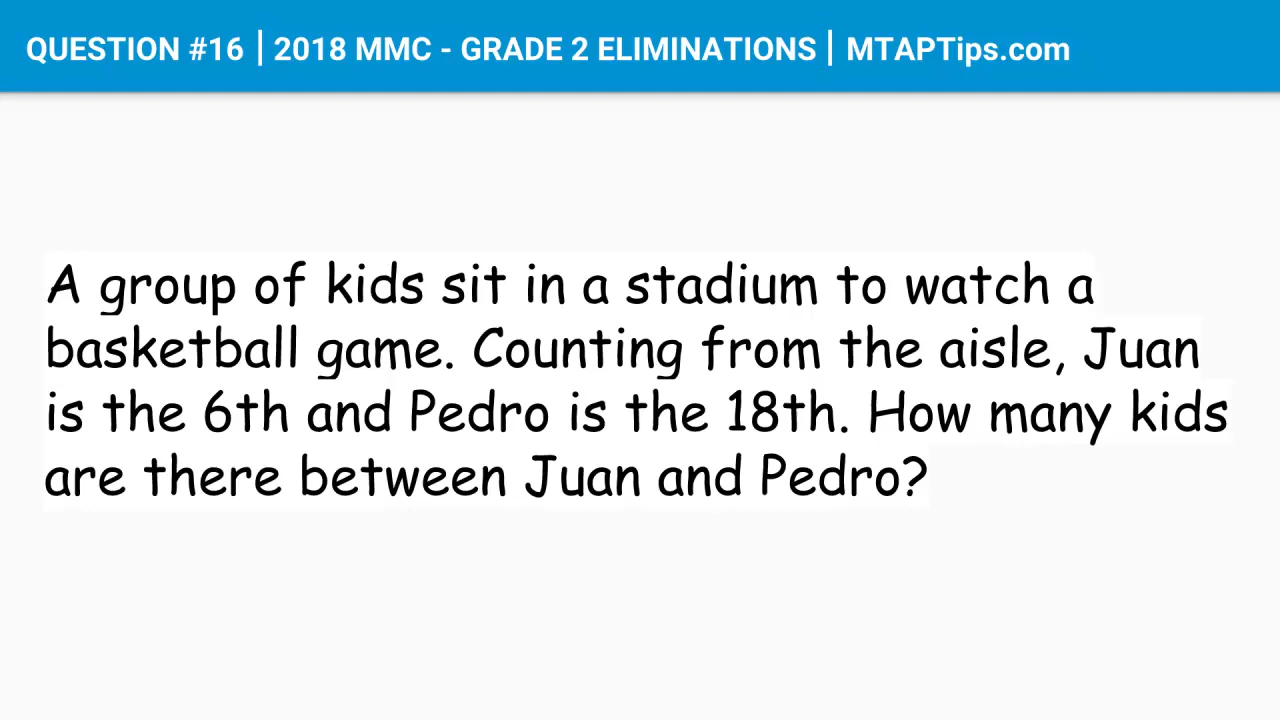 QUESTION #16 | 2018 MMC - GRADE 2 ELIMINATIONS | MTAPTips.com
A group of kids sit in a stadium to watch a
basketball game. Counting from the aisle, Juan
is the 6th and Pedro is the 18th. How many kids
are there between Juan and Pedro?